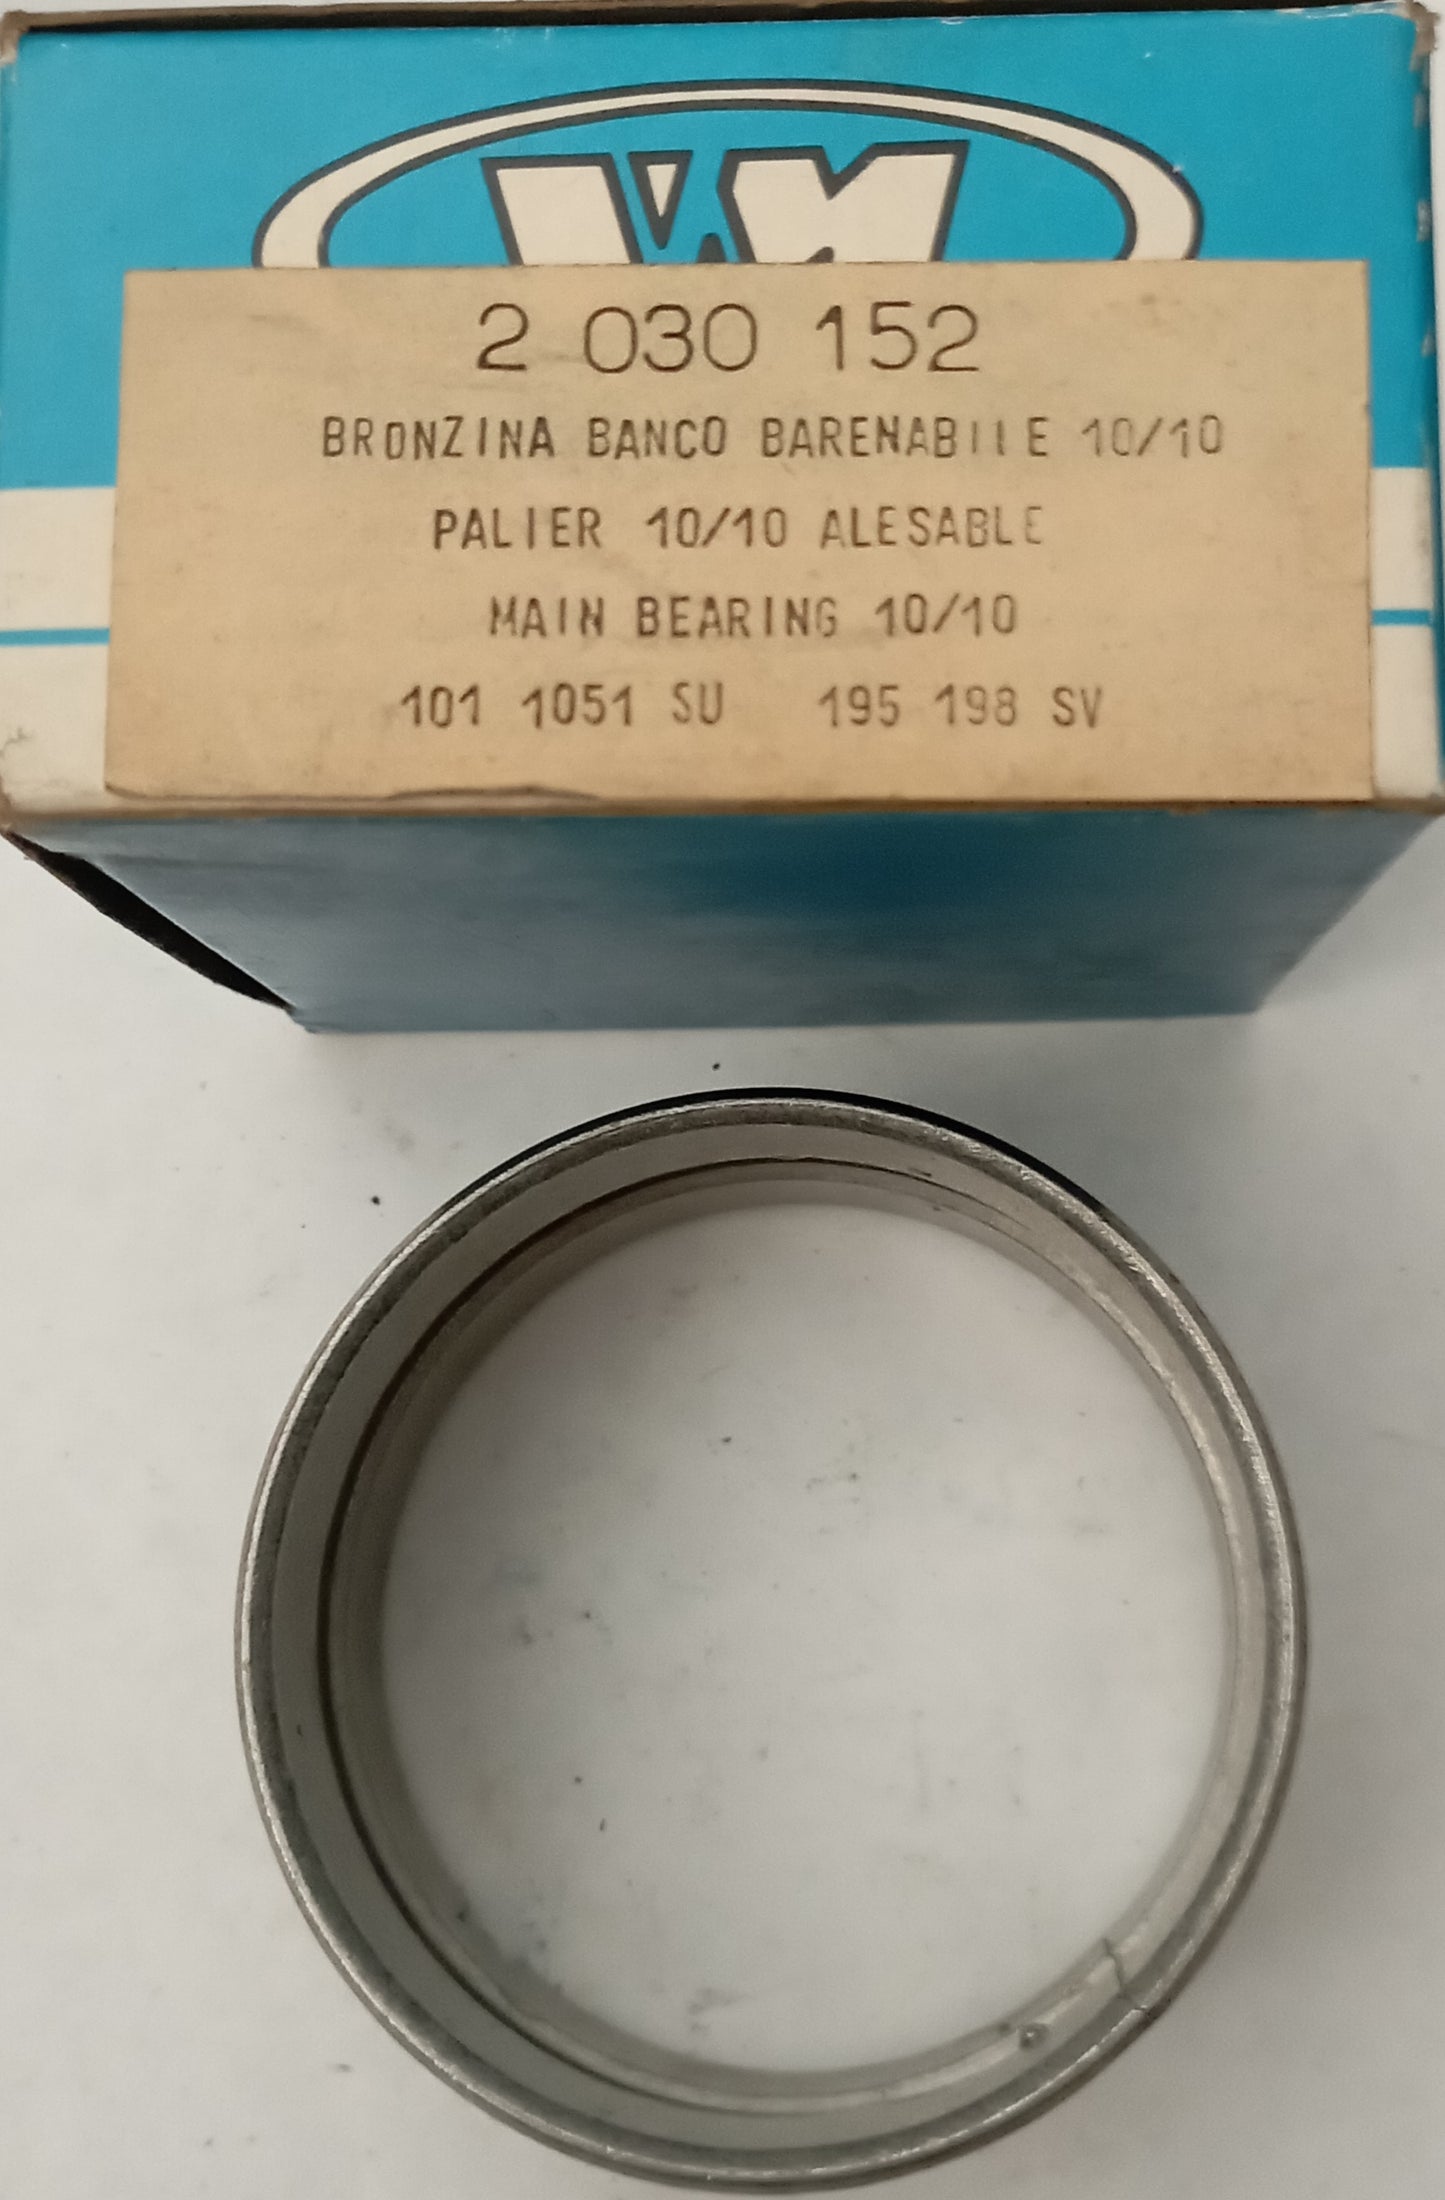 VM
2 030 152
BRONZINA BANCO BARENABILE 10/10
PALIER 10/10 ALESABLE
MAIN BEARING 10/10
101 1051 SU 195 198 SV